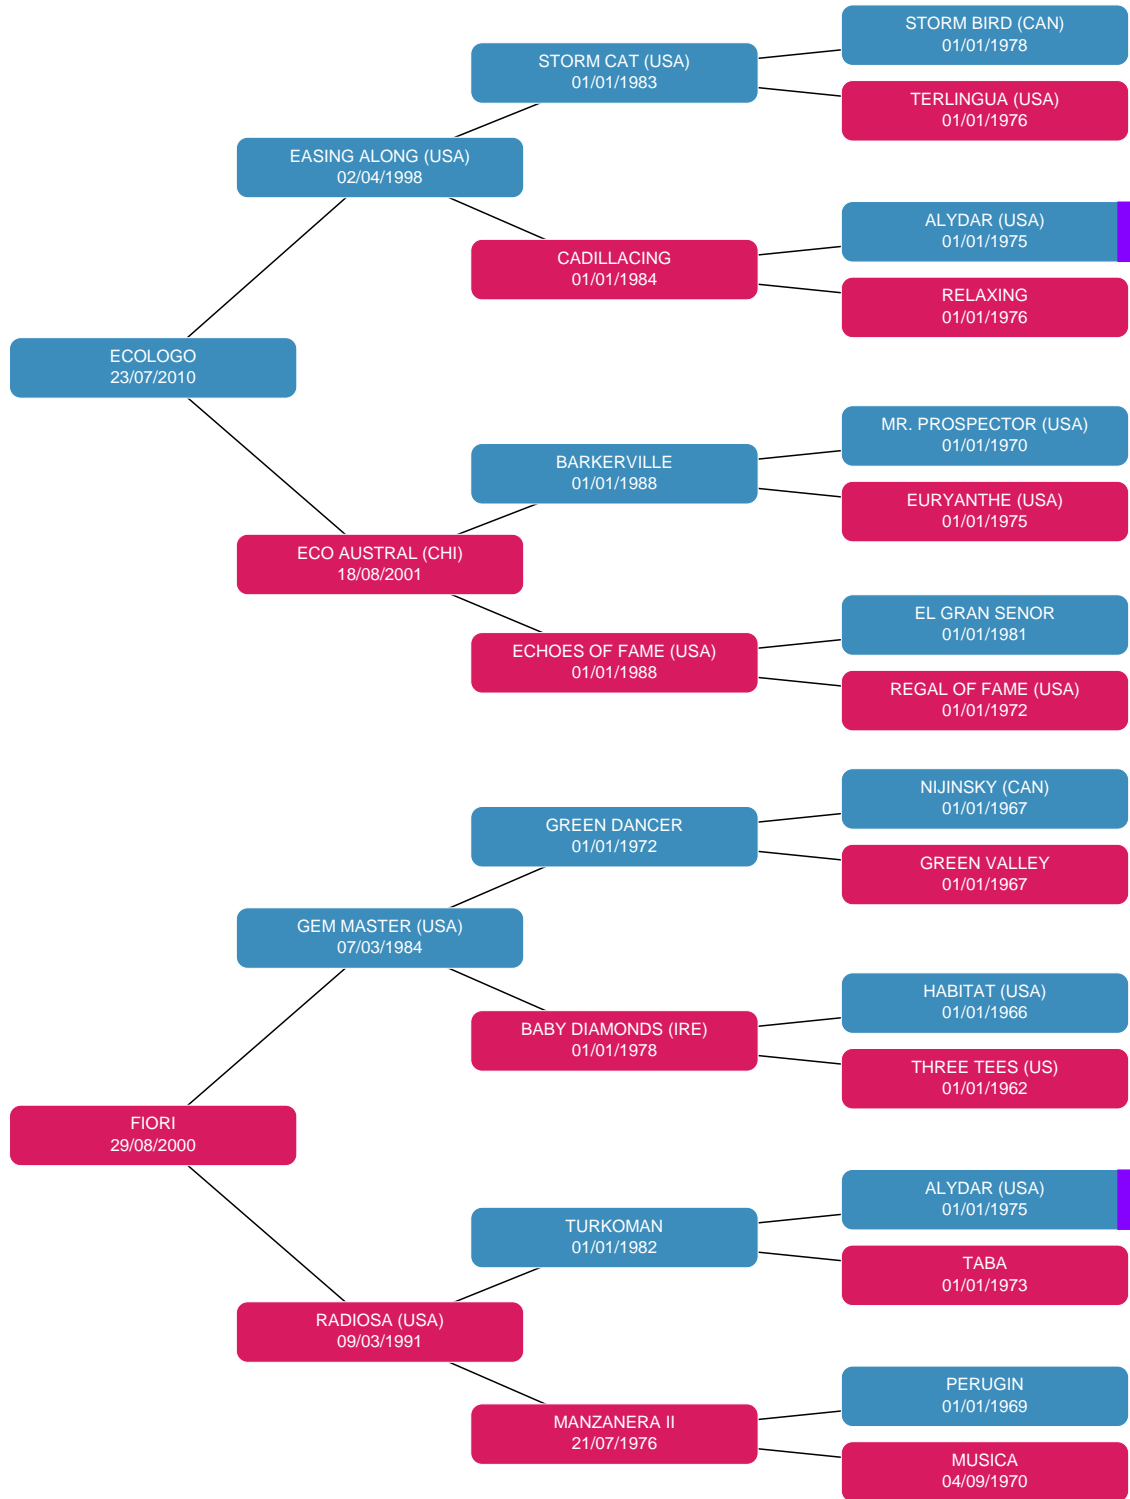 STORM BIRD (CAN)
01/01/1978
STORM CAT (USA)
01/01/1983
TERLINGUA (USA)
01/01/1976
EASING ALONG (USA)
02/04/1998
ALYDAR (USA)
01/01/1975
CADILLACING
01/01/1984
RELAXING
01/01/1976
ECOLOGO
23/07/2010
MR. PROSPECTOR (USA)
01/01/1970
BARKERVILLE
01/01/1988
EURYANTHE (USA)
01/01/1975
ECO AUSTRAL (CHI)
18/08/2001
EL GRAN SENOR
01/01/1981
ECHOES OF FAME (USA)
01/01/1988
REGAL OF FAME (USA)
01/01/1972
NIJINSKY (CAN)
01/01/1967
GREEN DANCER
01/01/1972
GREEN VALLEY
01/01/1967
GEM MASTER (USA)
07/03/1984
HABITAT (USA)
01/01/1966
BABY DIAMONDS (IRE)
01/01/1978
THREE TEES (US)
01/01/1962
FIORI
29/08/2000
ALYDAR (USA)
01/01/1975
TURKOMAN
01/01/1982
TABA
01/01/1973
RADIOSA (USA)
09/03/1991
PERUGIN
01/01/1969
MANZANERA II
21/07/1976
MUSICA
04/09/1970